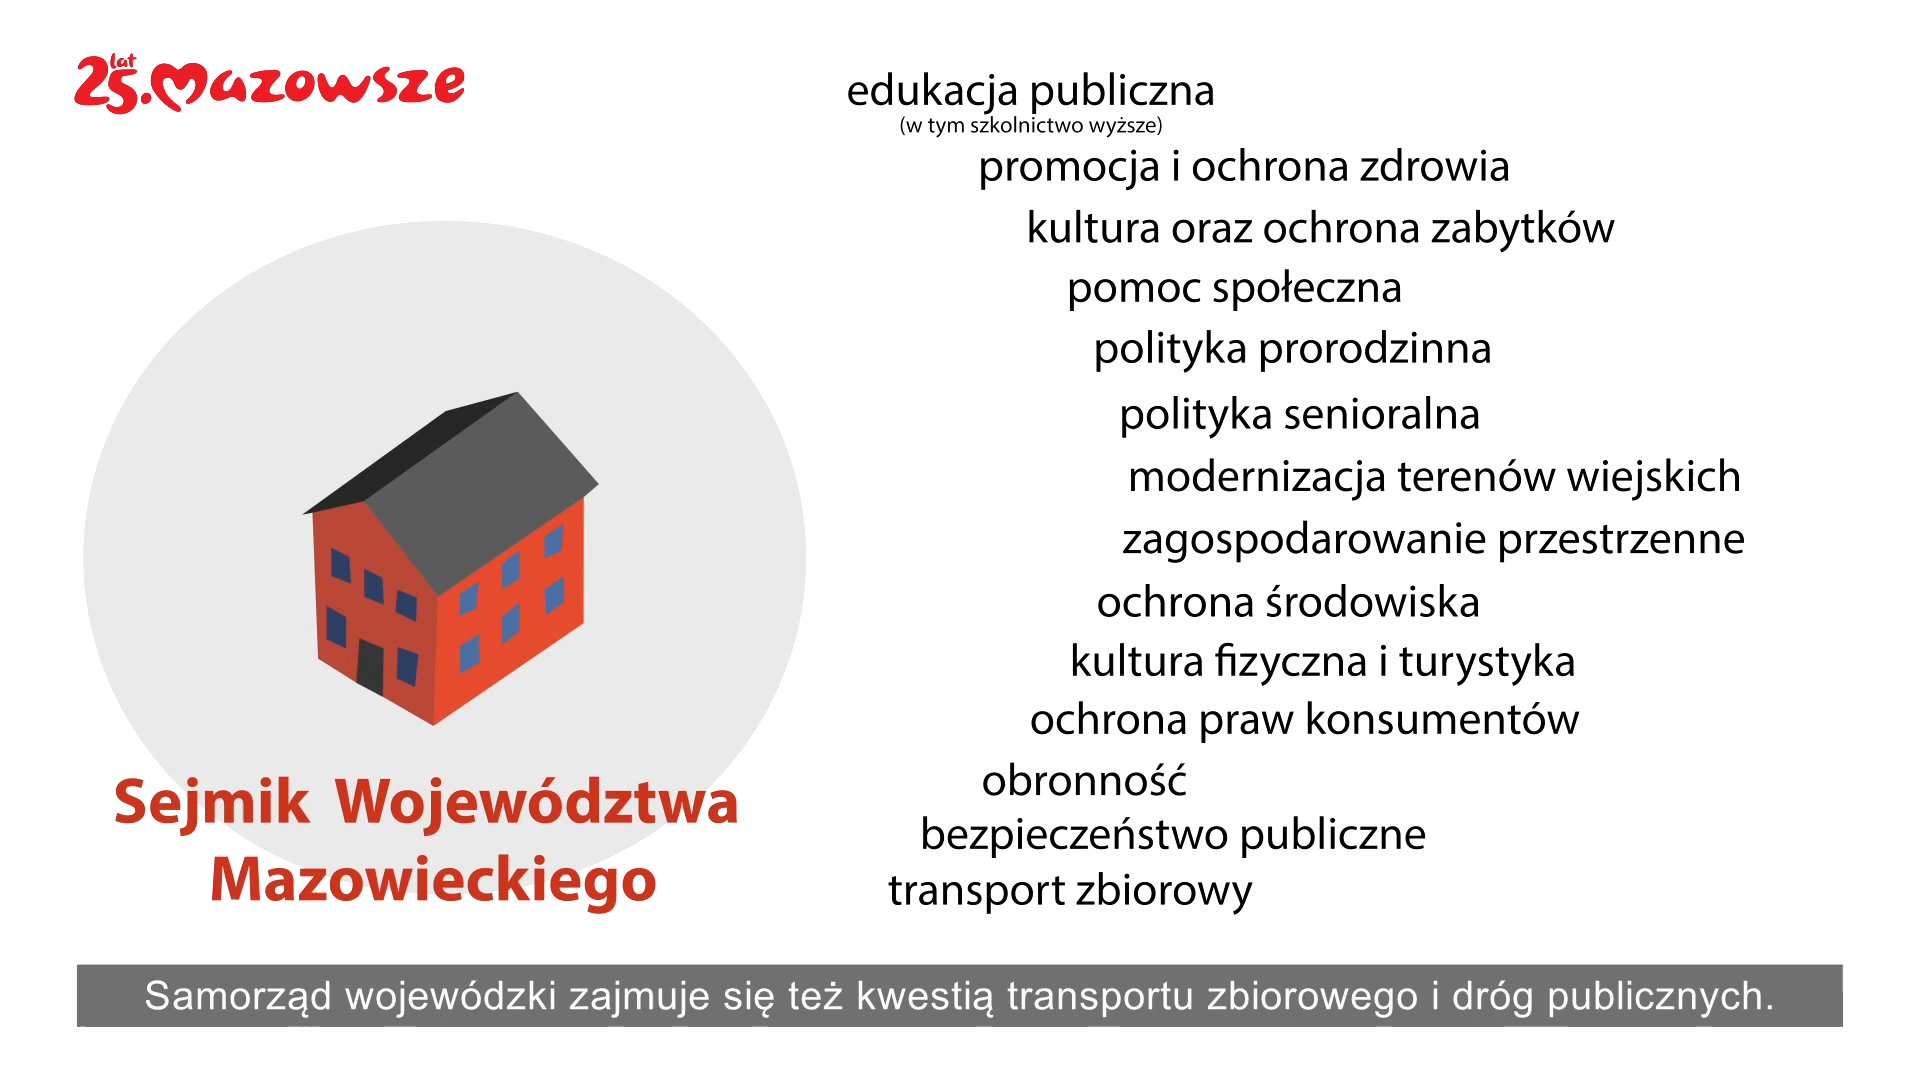 25 lat
Mazowsze
edukacja publiczna
(w tym szkolnictwo wyższe)
promocja i ochrona zdrowia
kultura oraz ochrona zabytków
pomoc społeczna
polityka prorodzinna
polityka senioralna
modernizacja terenów wiejskich
zagospodarowanie przestrzenne
ochrona środowiska
kultura fizyczna i turystyka
ochrona praw konsumentów
obronność
bezpieczeństwo publiczne
transport zbiorowy
Sejmik Województwa
Mazowieckiego
Samorząd wojewódzki zajmuje się też kwestią transportu zbiorowego i dróg publicznych.